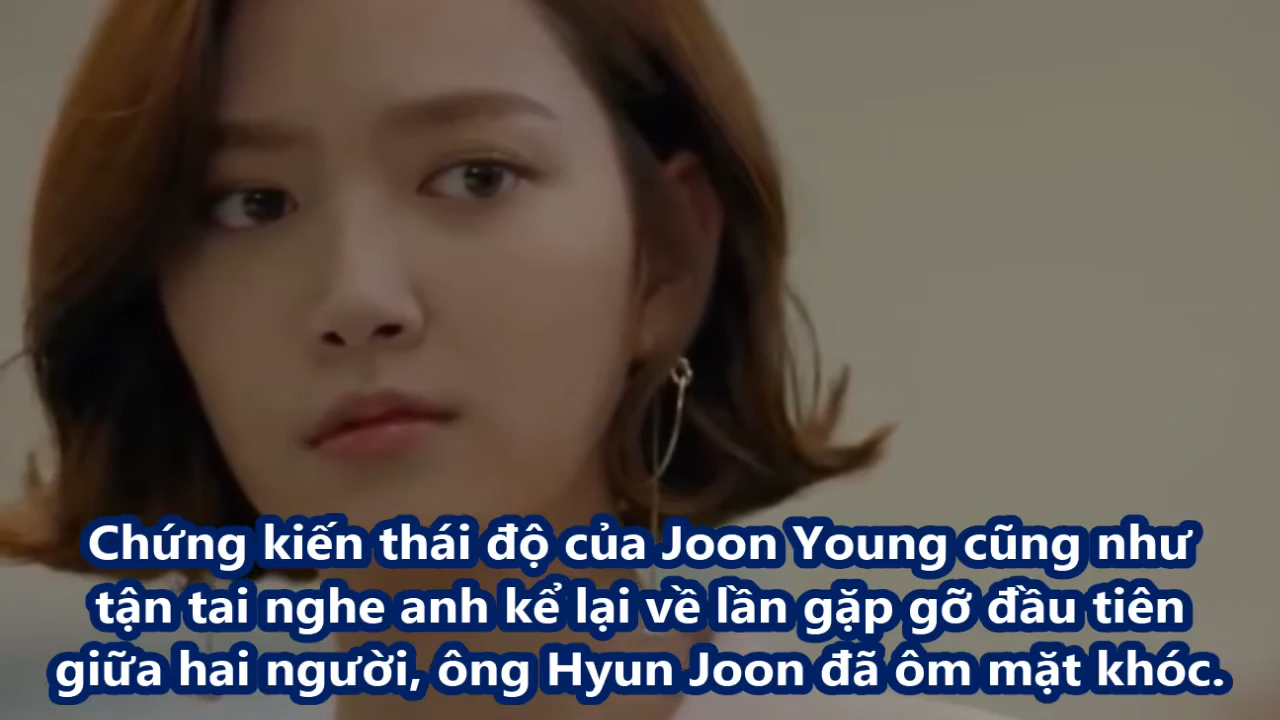 Chứng kiến thái độ của Joon Young cũng như
tận tai nghe anh kể lại về lần gặp gỡ đầu tiên
giữa hai người, ông Hyun Joon đã ôm mặt khóc.